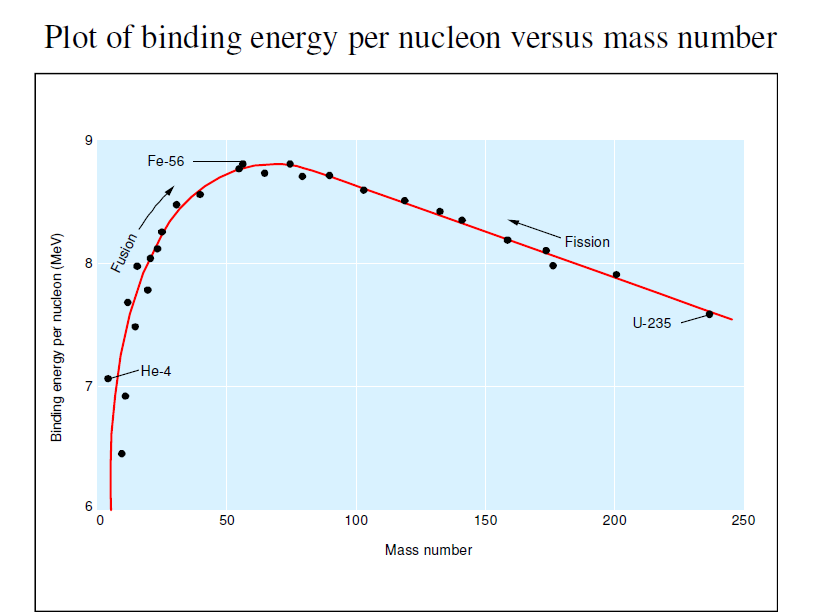 Plot of binding energy per nucleon versus mass number
9
Fe-56
Fusion
Fission
8
Binding energy per nucleon (MeV)
U-235
He-4
7
6
0
50
100
150
200
250
Mass number